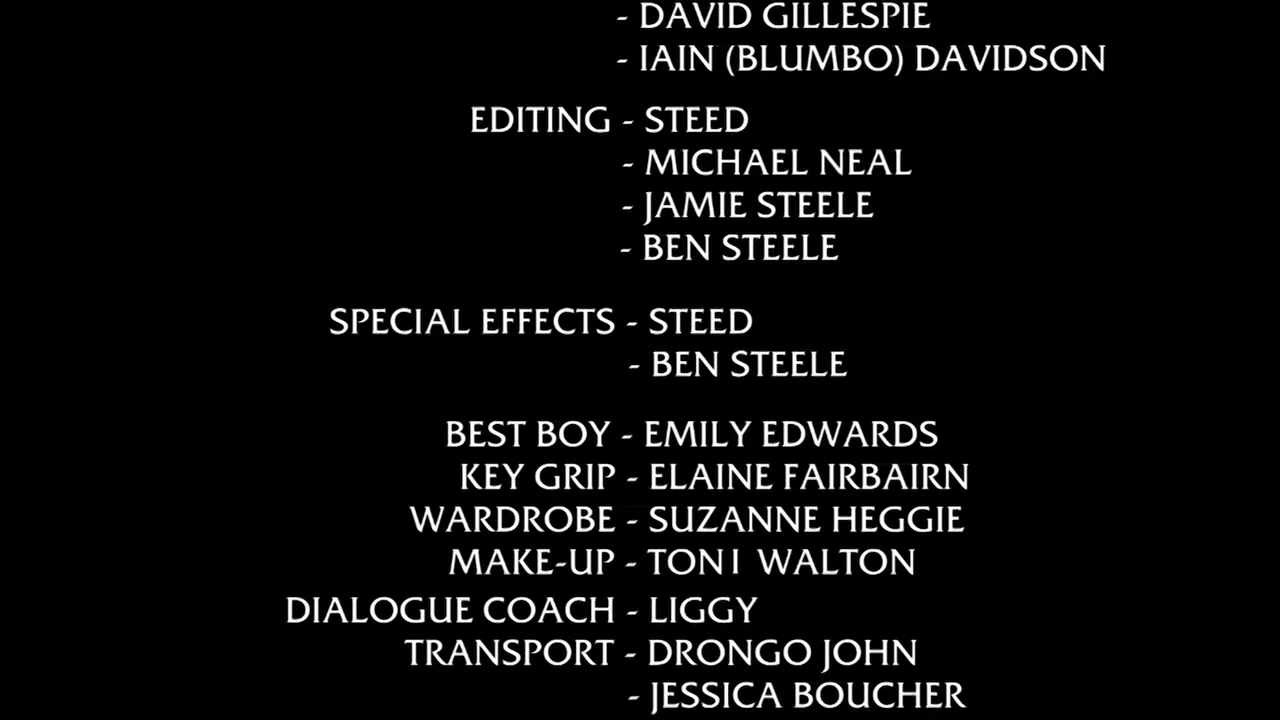 - DAVID GILLESPIE
- IAIN (BLUMBO) DAVIDSON
EDITING - STEED
- MICHAEL NEAL
- JAMIE STEELE
- BEN STEELE
SPECIAL EFFECTS - STEED
- BEN STEELE
BEST BOY - EMILY EDWARDS
KEY GRIP - ELAINE FAIRBAIRN
WARDROBE - SUZANNE HEGGIE
MAKE-UP - TONI WALTON
DIALOGUE COACH - LIGGY
TRANSPORT - DRONGO JOHN
- JESSICA BOUCHER